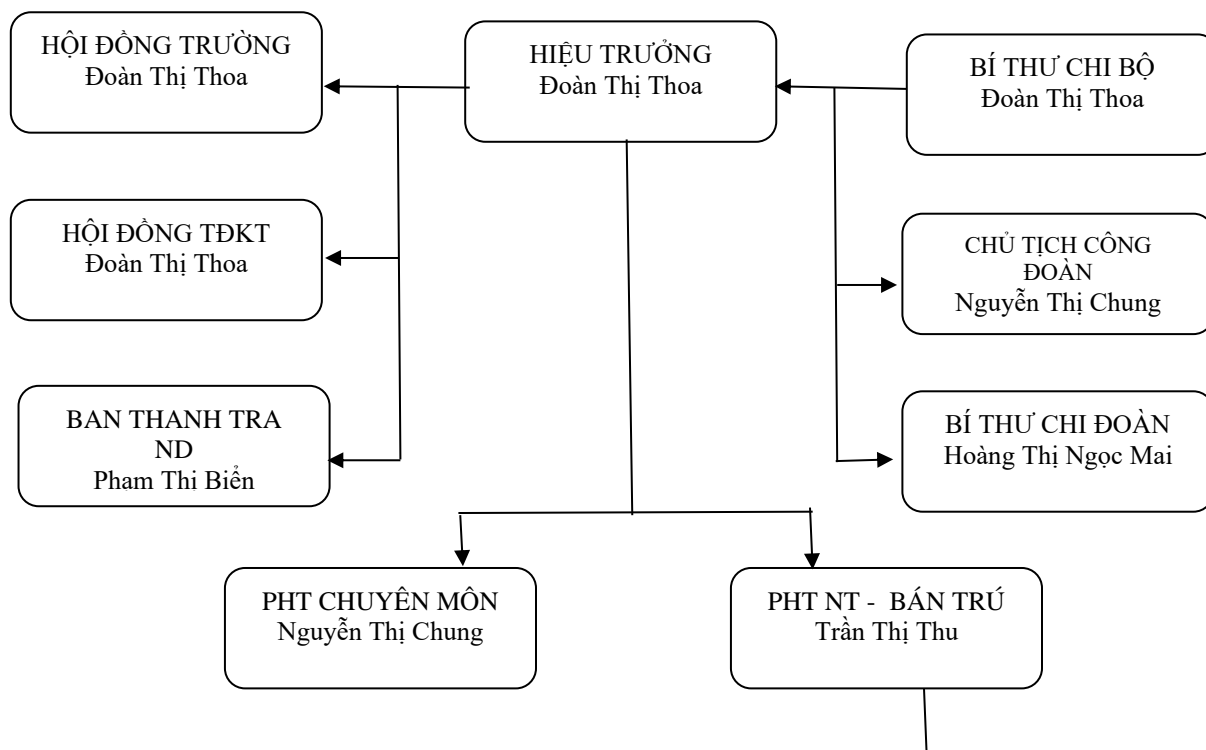 HỘI ĐỒNG TRƯỜNG
Đoàn Thị Thoa
HIỆU TRƯỞNG
Đoàn Thị Thoa
BÍ THƯ CHI BỘ
Đoàn Thị Thoa
HỘI ĐỒNG TĐKT
Đoàn Thị Thoa
CHỦ TỊCH CÔNG
ĐOÀN
Nguyễn Thị Chung
BAN THANH TRA
ND
Pham Thi Biển
BÍ THƯ CHI ĐOÀN
Hoàng Thị Ngọc Mai
PHT CHUYÊN MÔN
Nguyễn Thị Chung
PHT NT - BÁN TRÚ
Trần Thị Thu